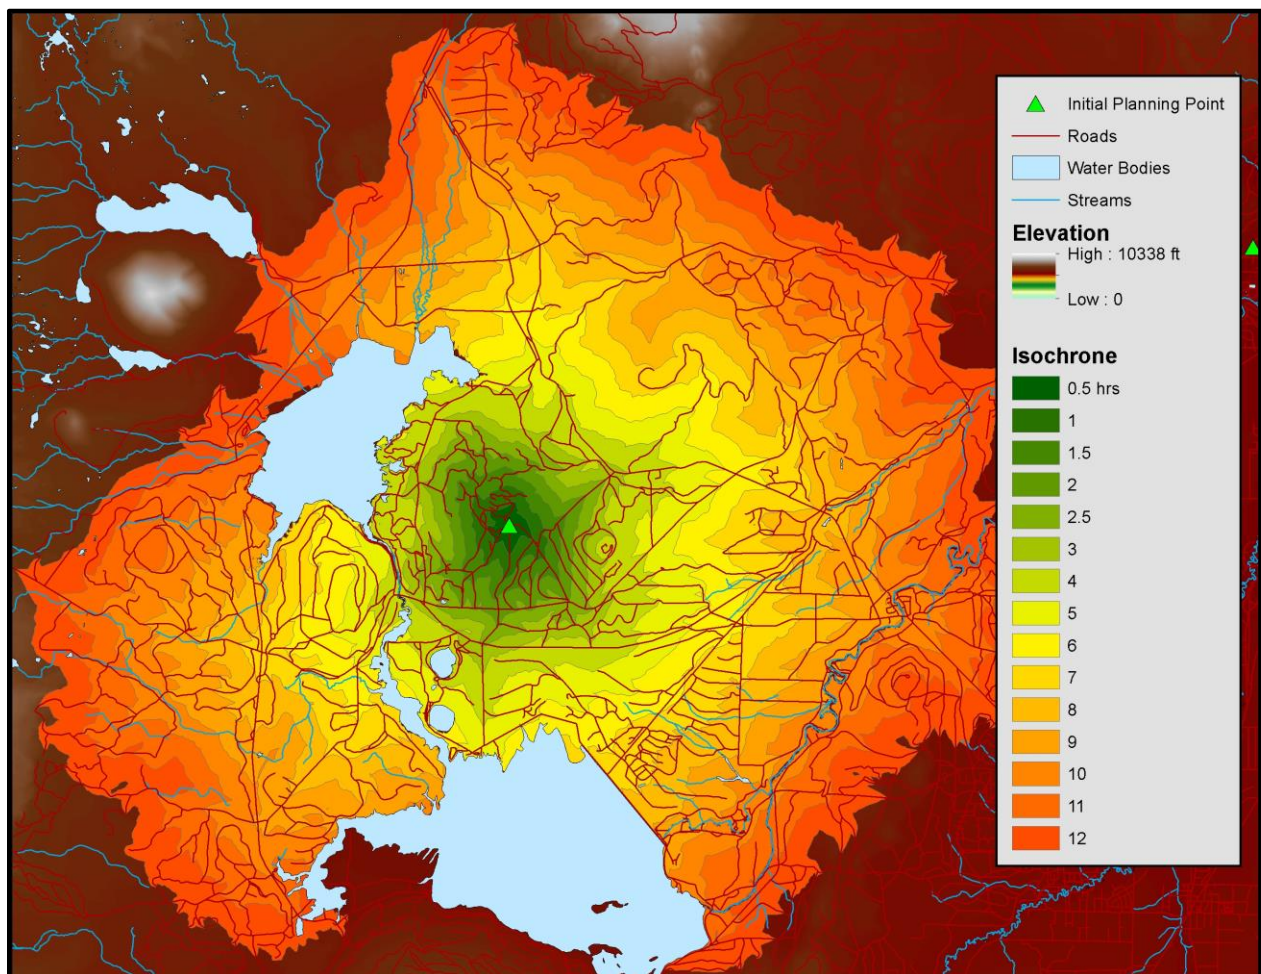 Initial Planning Point
Roads
Water Bodies
Streams
Elevation
High : 10338 ft
Low : 0
Isochrone
0.5 hrs
1
1.5
2
2.5
3
4
5
6
7
8
9
10
11
12